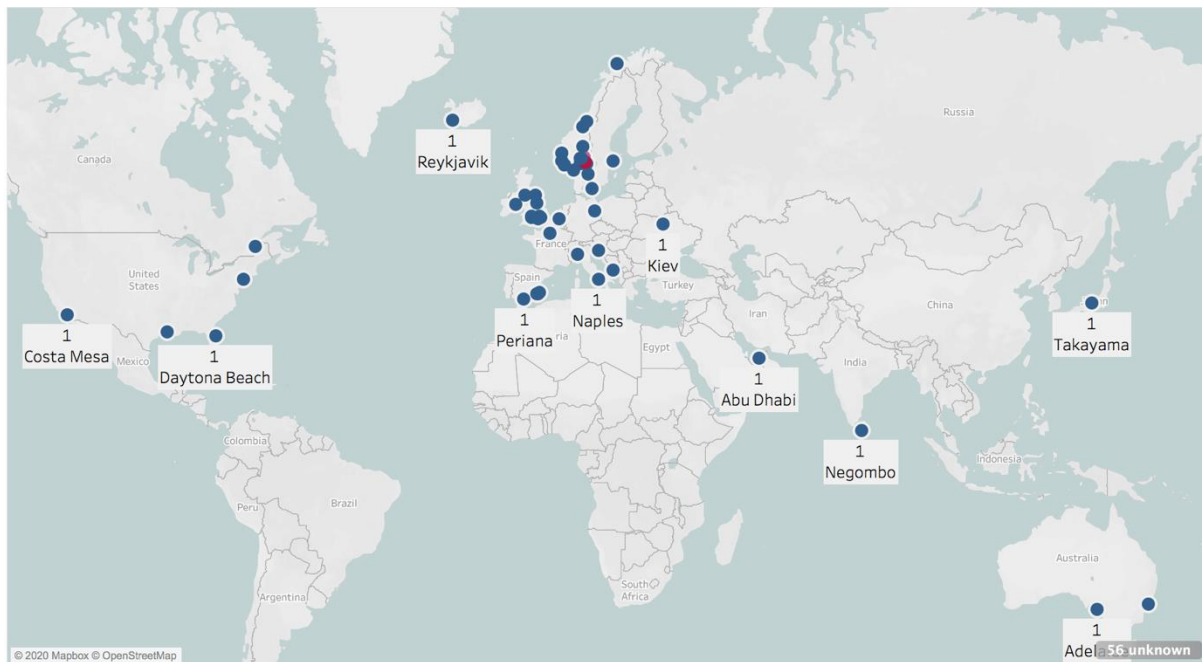 Russia
Canada
1
Reykjavik
France
1
Kiev
United
States
Spain
Turkey
1
Naples
China
Iran
1
Costa Mesa
Mexico
1
Daytona Beach
1
Periana
Egypt
1
Takayama
India
1
Abu Dhabi
1
Negombo
Colombia
Indonesia
Peru
Brazil
Australia
South
Africa
Argentina
1
56 unknown
© 2020 Mapbox © OpenStreetMap